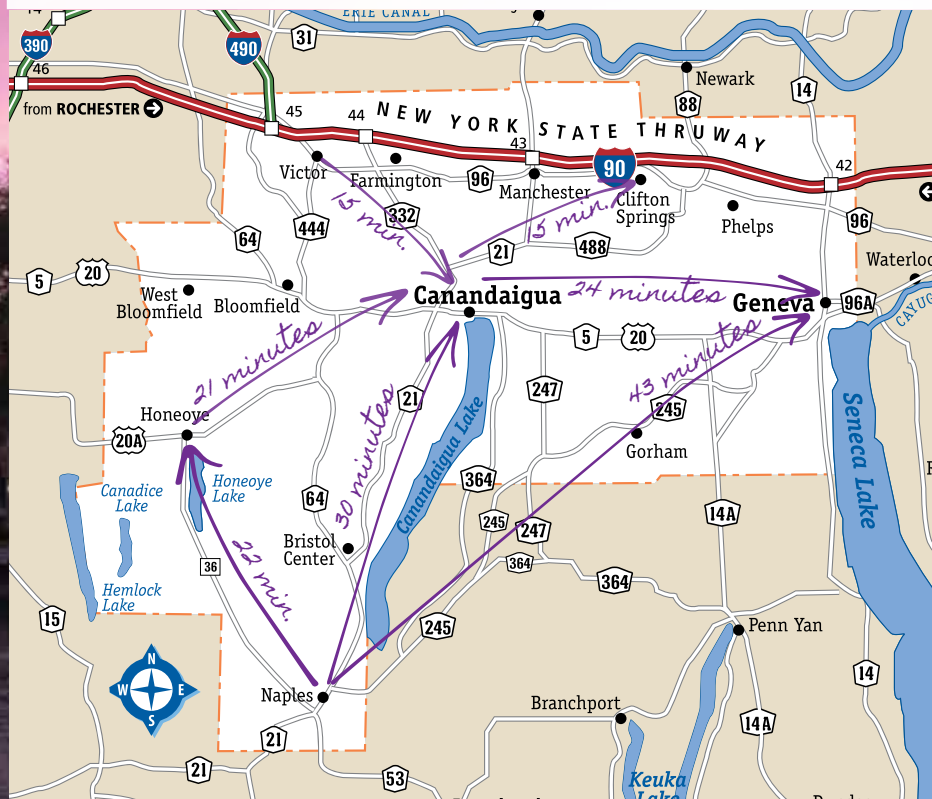 ERIE CANAL
390
490
31
46
from ROCHESTER
45
44
NEW YORK STATE THRUWAY
43
90
42
Newark
88
14
Victor
Farmington
96
Manchester
Clifton
Springs
Phelps
96
15 min.
332
15 min.
64
444
21
488
5
20
West
Bloomfield
Bloomfield
Canandaigua
24 minutes
Geneva
96A
Waterloo
CAYUG
5
20
21 minutes
43 minutes
21
247
245
Honeoye
20A
Gorham
30 minutes
Canandaigua Lake
Seneca Lake
Canadice
Lake
Honeoye
Lake
364
64
245
247
14A
22 min.
Bristol
Center
36
364
364
Hemlock
Lake
15
245
Penn Yan
N
W
E
S
Naples
14
Branchport
21
14A
21
53
Keuka
Lake